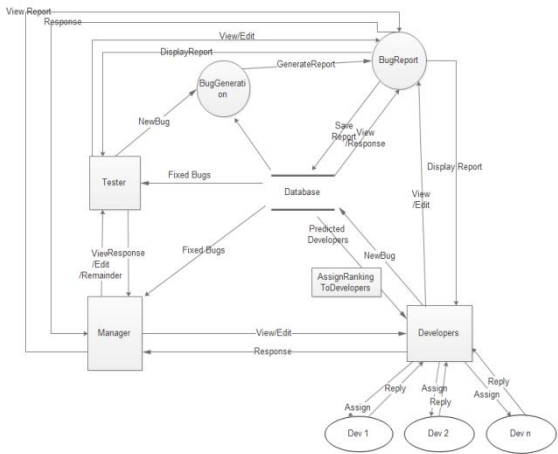 View Report
Response
View/Edit
DisplayReport
BugReport
GenerateReport
BugGenerati
on
NewBug
Save
Report
View
/Response
Display Report
Tester
Fixed Bugs
Database
View
/Edit
Predicted
Developers
NewBug
Fixed Bugs
View
/Edit
/Remainder
Response
AssignRanking
ToDevelopers
Manager
View/Edit
Developers
Response
Assign
Reply
Assign
Reply
Reply
Assign
Dev 1
Dev 2
Dev n